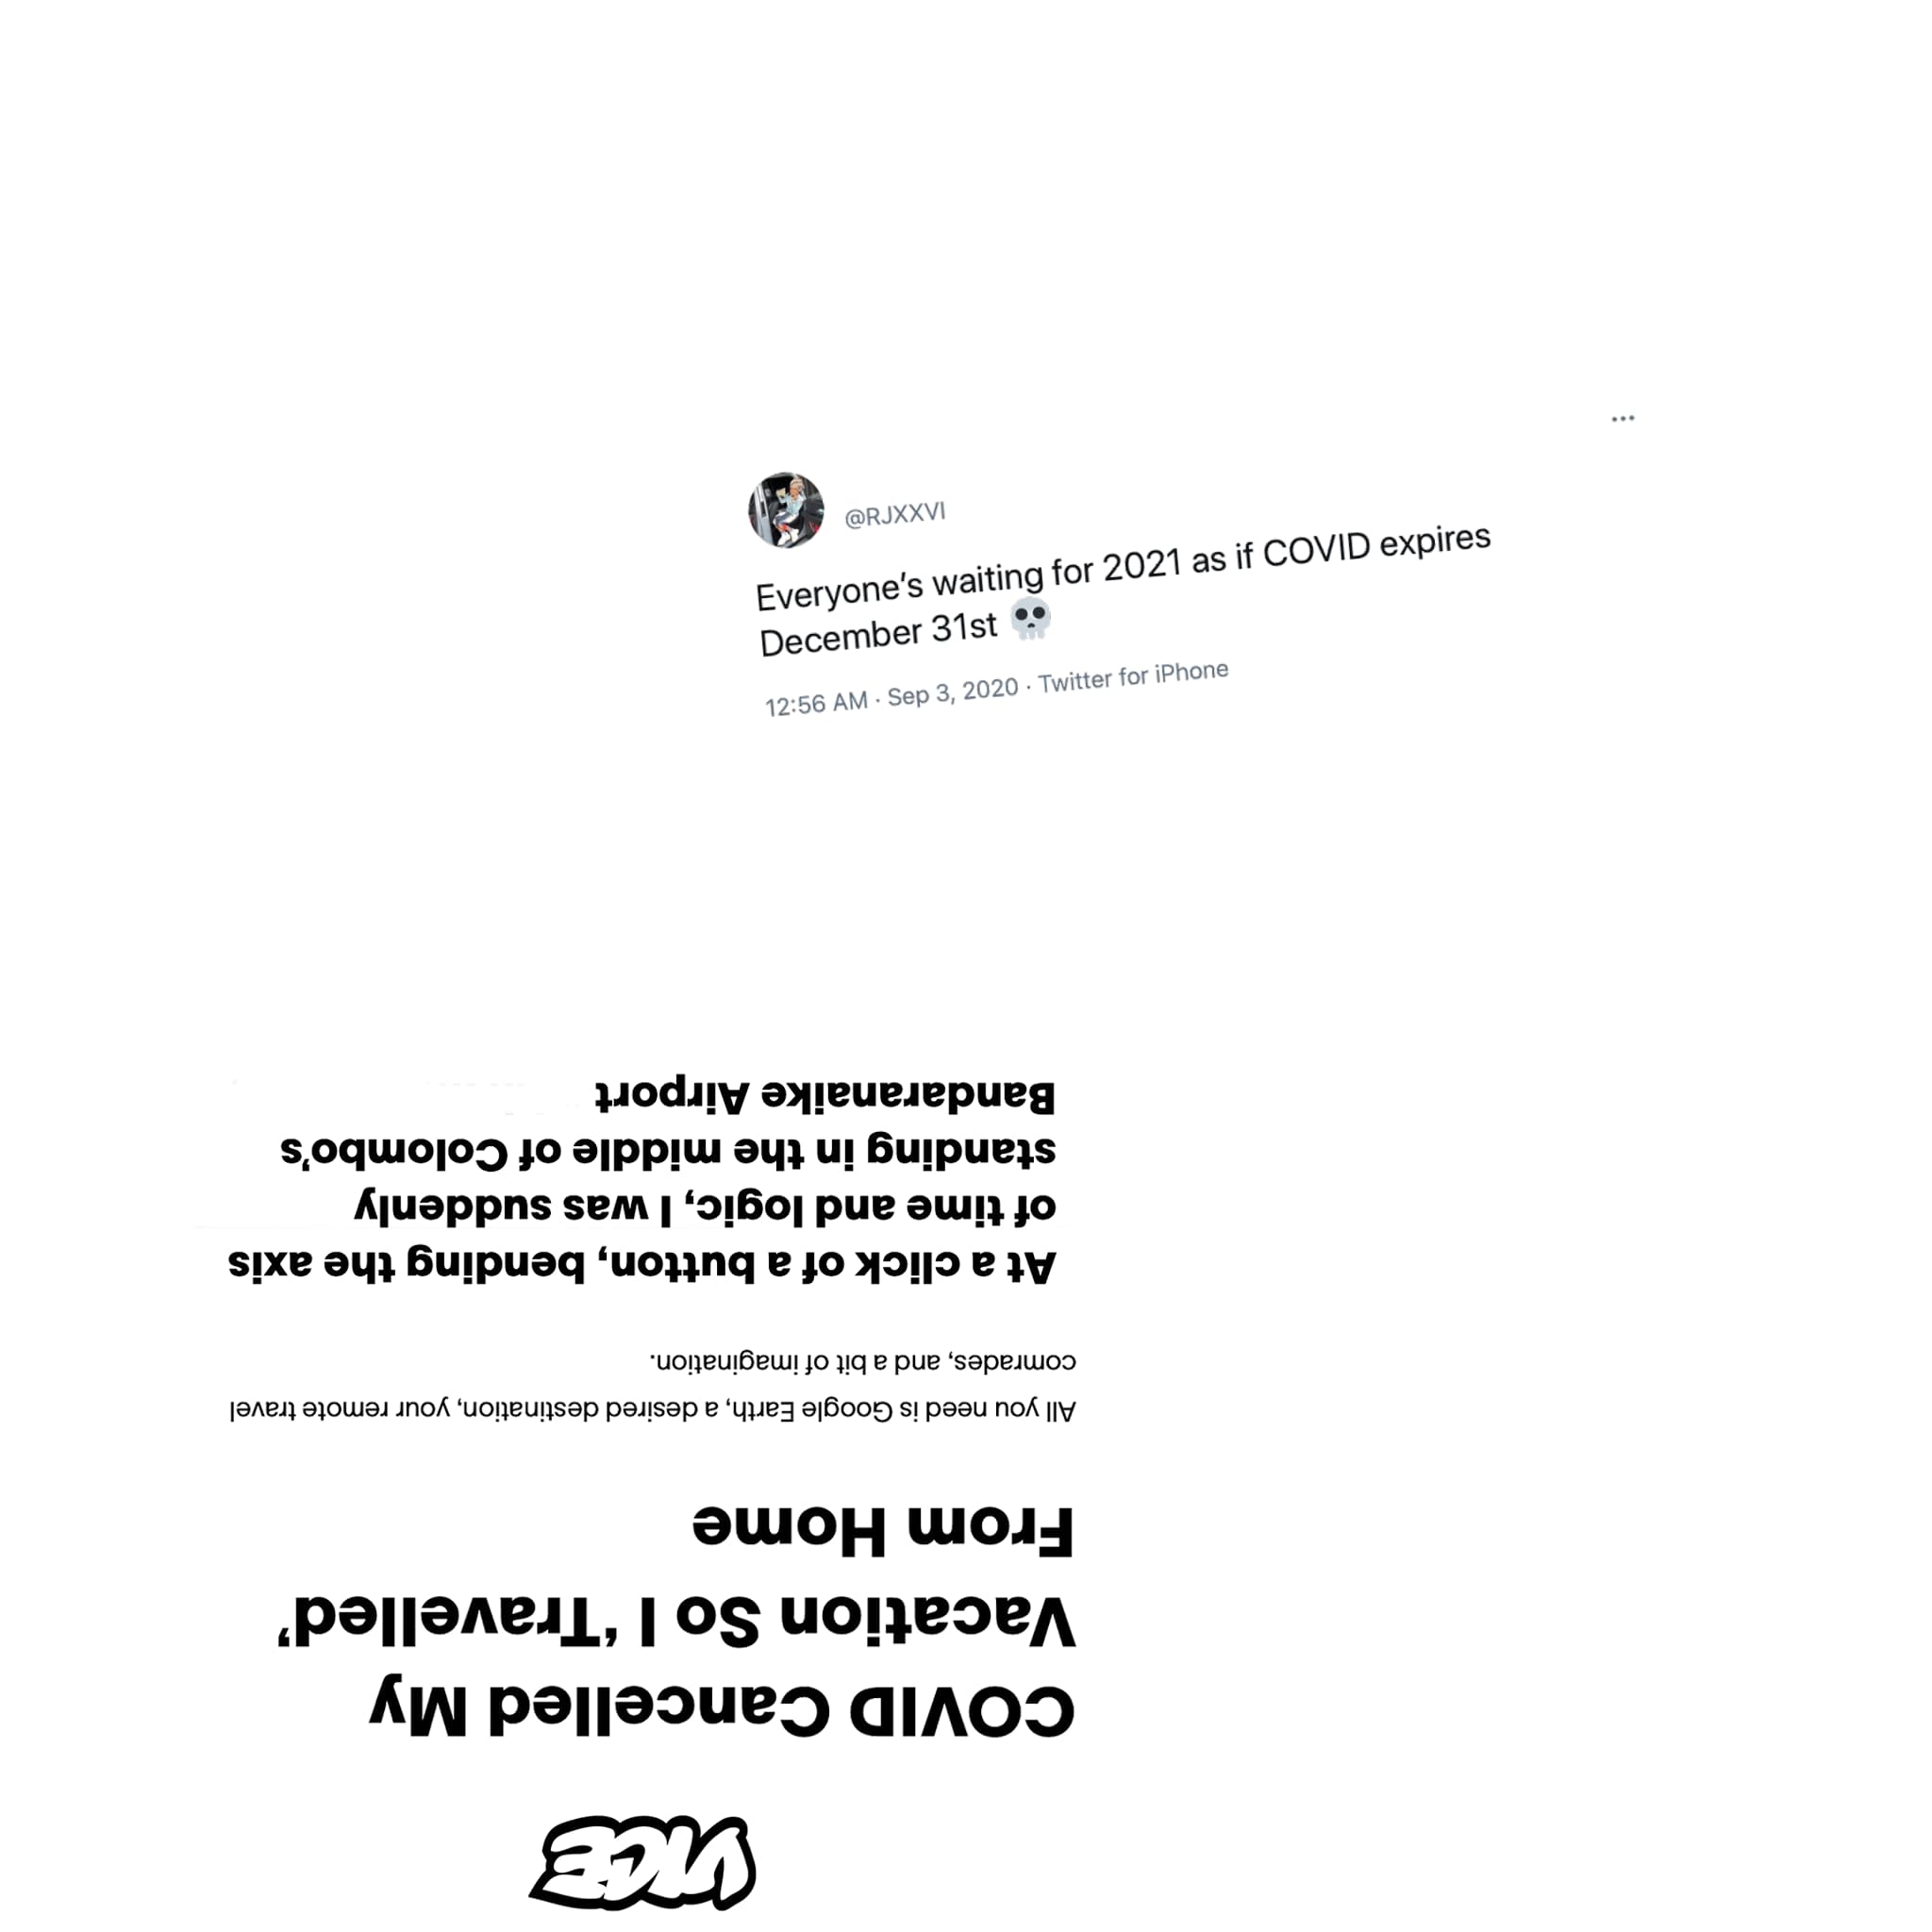 @RJXXVI
Everyone’s waiting for 2021 as if COVID expires
December 31st 💀
12:56 AM · Sep 3, 2020 · Twitter for iPhone
VICE
COVID Cancelled My
Vacation So I ‘Travelled’
From Home
All you need is Google Earth, a desired destination, your remote travel
comrades, and a bit of imagination.
At a click of a button, bending the axis
of time and logic, I was suddenly
standing in the middle of Colombo’s
Bandaranaike Airport